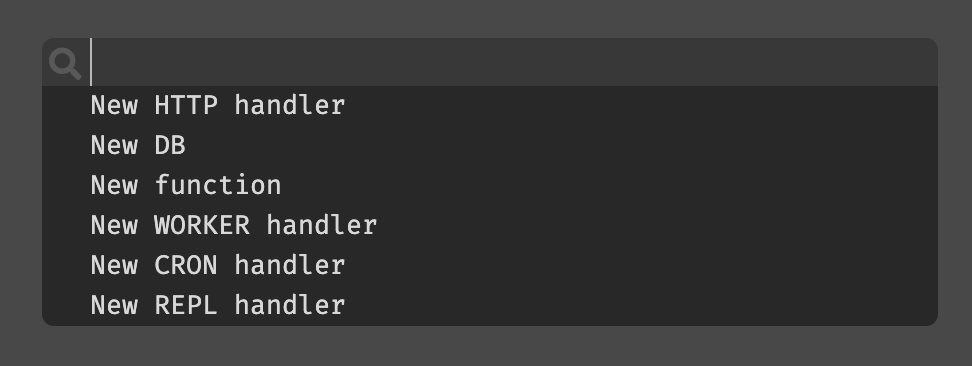 New HTTP handler
New DB
New function
New WORKER handler
New CRON handler
New REPL handler